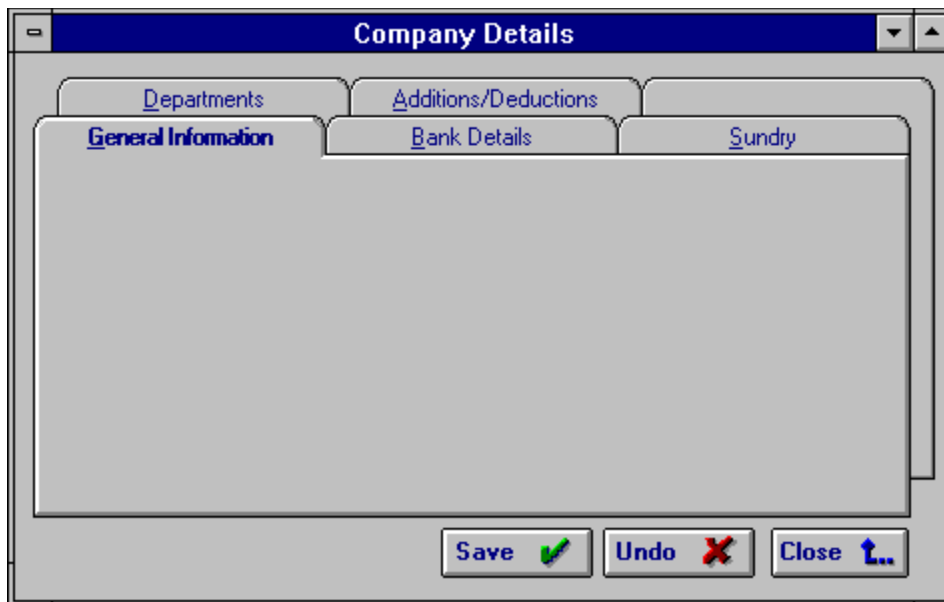 Company Details
Departments Additions/Deductions
General Information Bank Details Sundry
Save Undo Close